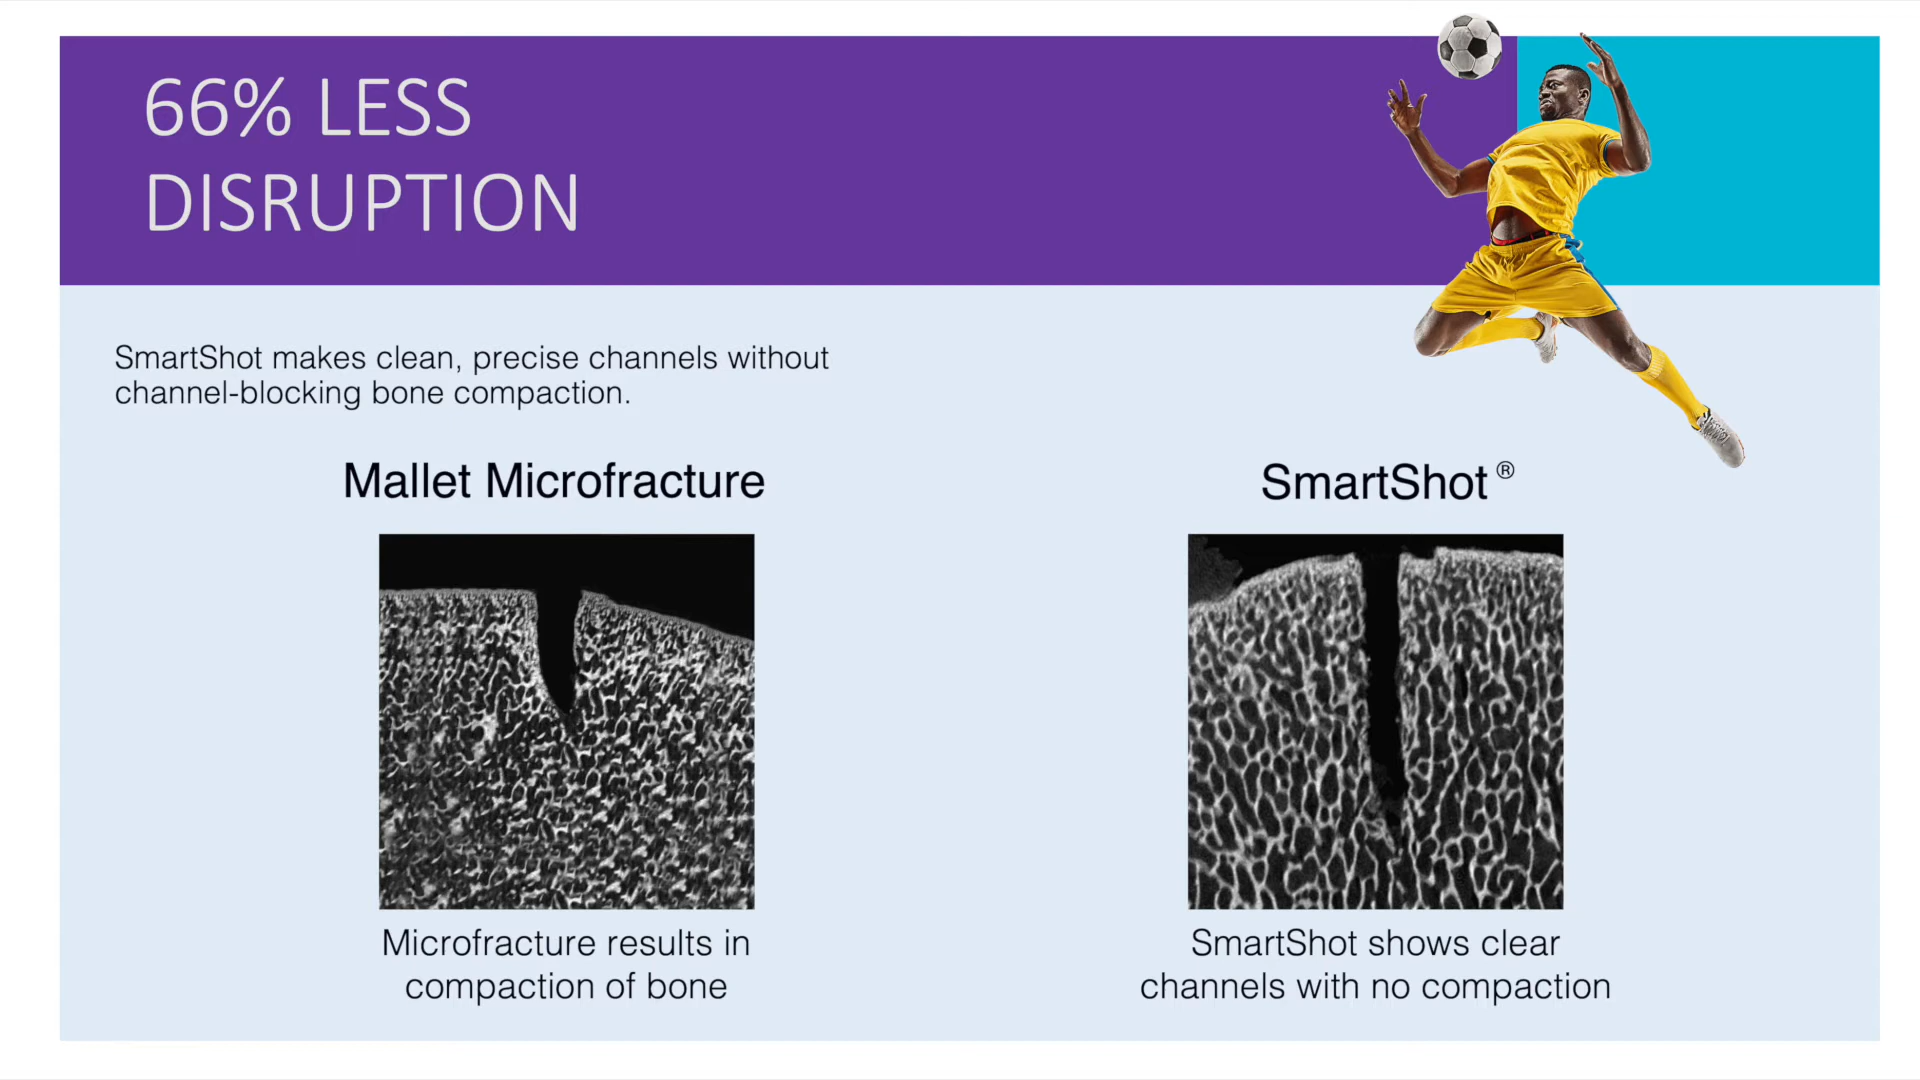 66% LESS
DISRUPTION
SmartShot makes clean, precise channels without
channel-blocking bone compaction.
Mallet Microfracture
SmartShot®
Microfracture results in
compaction of bone
SmartShot shows clear
channels with no compaction